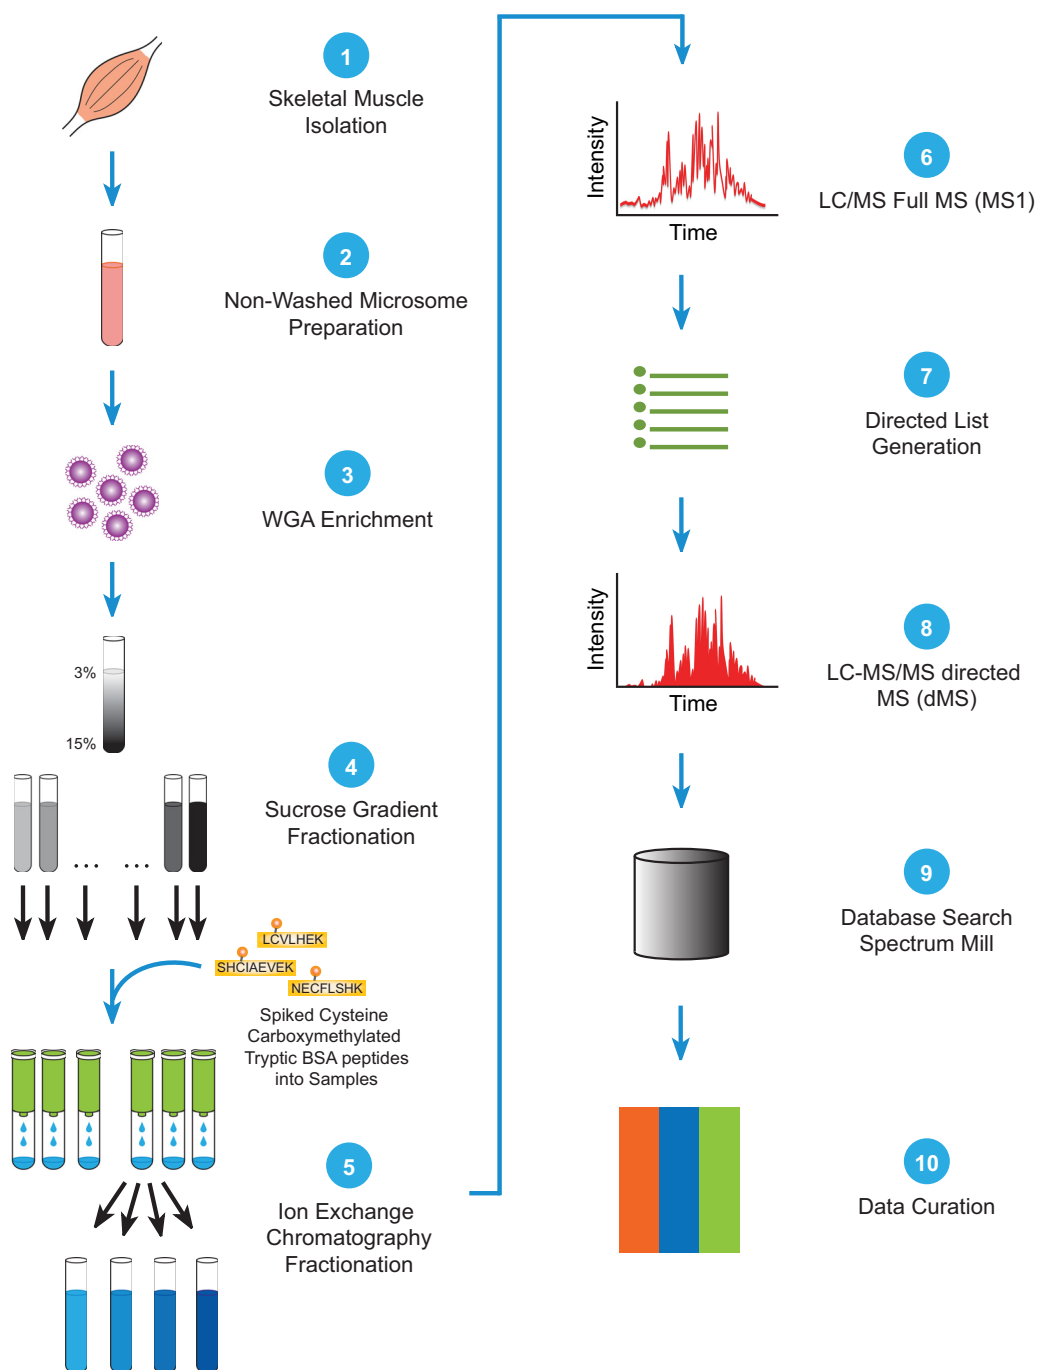 1
Skeletal Muscle
Isolation
2
Non-Washed Microsome
Preparation
3
WGA Enrichment
3%
15%
4
Sucrose Gradient
Fractionation
... ...
LCVLHEK
SHCIAEVEK
NECFLSHK
Spiked Cysteine
Carboxymethylated
Tryptic BSA peptides
into Samples
5
Ion Exchange
Chromatography
Fractionation
Intensity
Time
6
LC/MS Full MS (MS1)
7
Directed List
Generation
Intensity
Time
8
LC-MS/MS directed
MS (dMS)
9
Database Search
Spectrum Mill
10
Data Curation